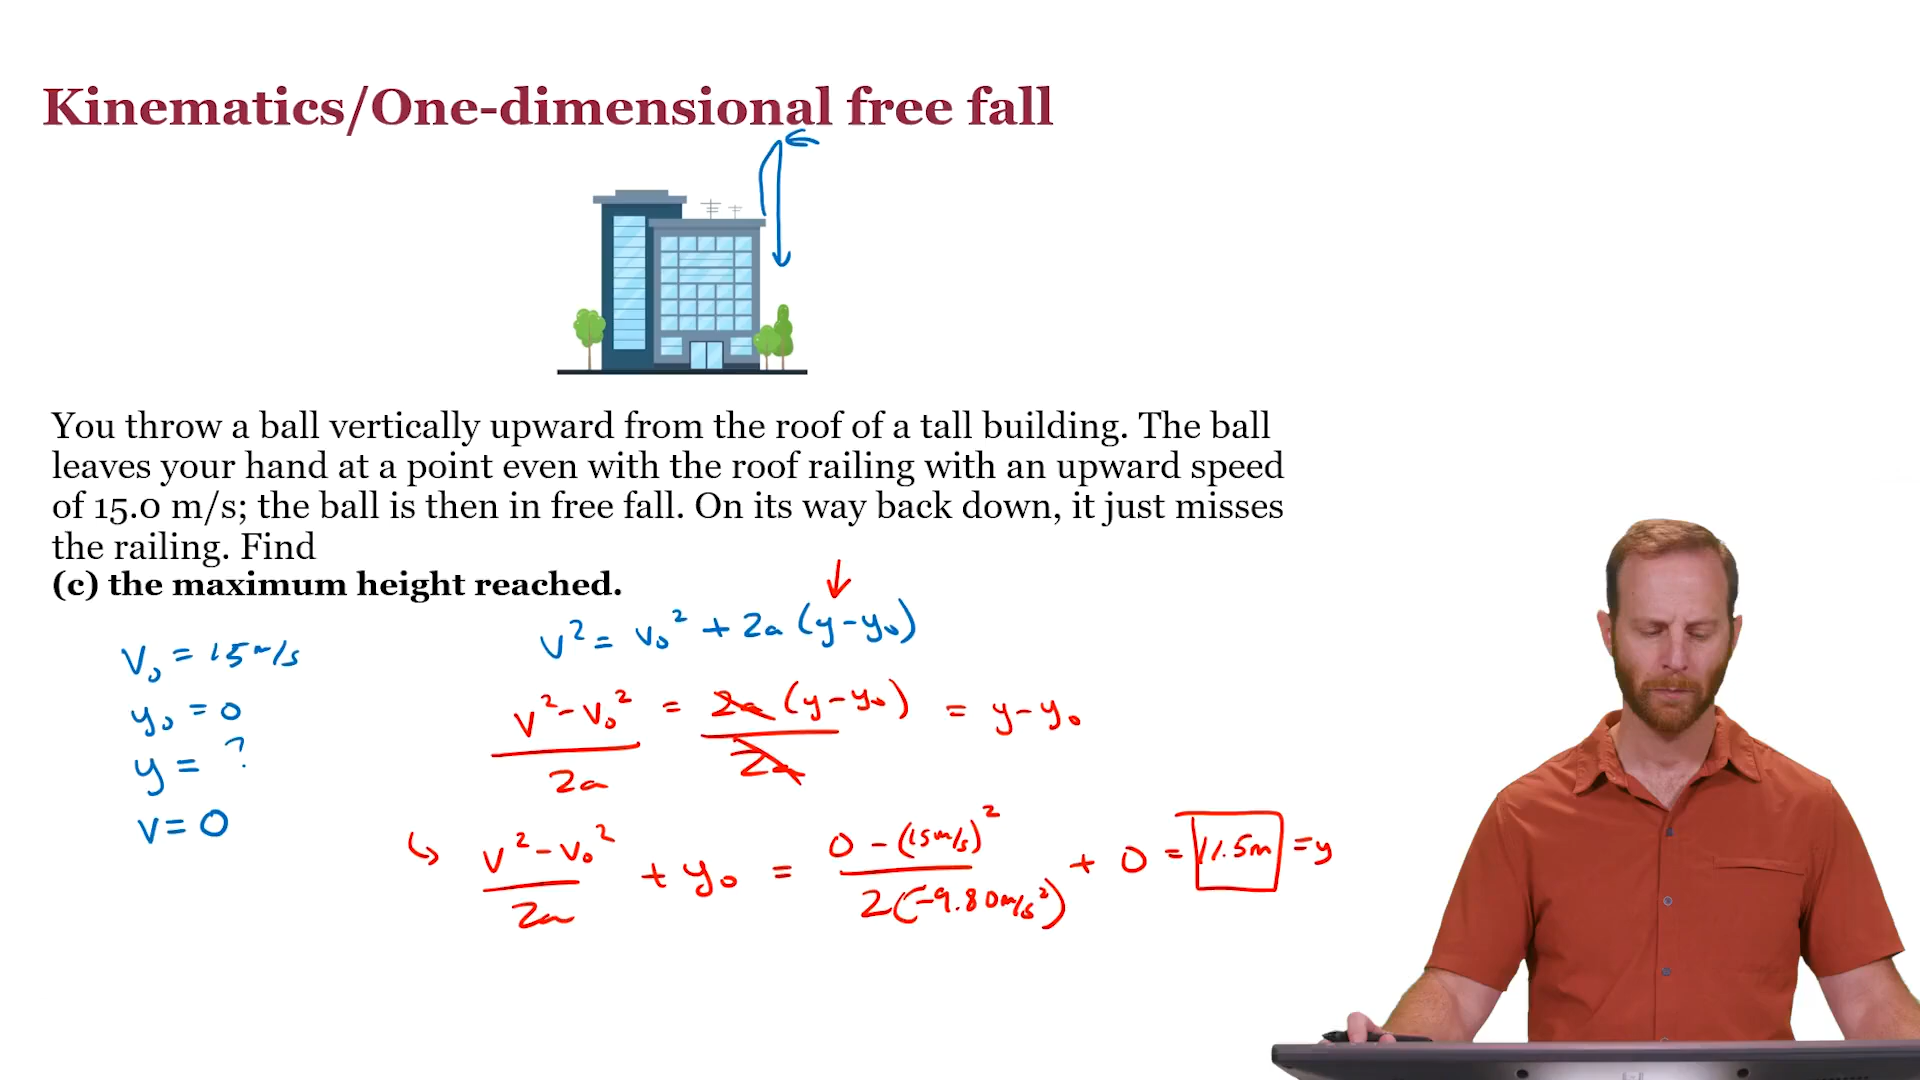 Kinematics/One-dimensional free fall
You throw a ball vertically upward from the roof of a tall building. The ball
leaves your hand at a point even with the roof railing with an upward speed
of 15.0 m/s; the ball is then in free fall. On its way back down, it just misses
the railing. Find
(c) the maximum height reached.
v² = v₀² + 2a (y-y₀)
v₀ = 15 m/s
y₀ = 0
y = ?
v = 0
(v² - v₀²)/2a = 2a (y-y₀)/2a = y-y₀
↳ (v² - v₀²)/2a + y₀ = (0 - (15 m/s)²)/(2(-9.80 m/s²)) + 0 = 11.5m = y